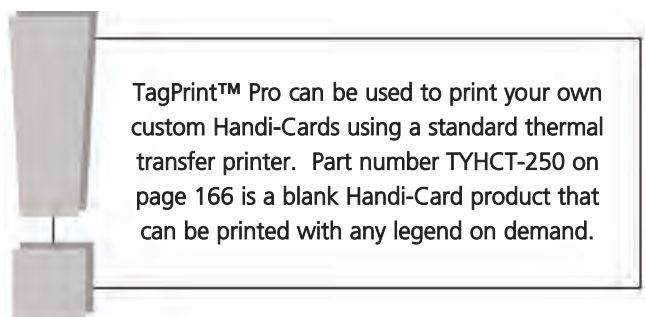 TagPrint™ Pro can be used to print your own
custom Handi-Cards using a standard thermal
transfer printer.  Part number TYHCT-250 on
page 166 is a blank Handi-Card product that
can be printed with any legend on demand.